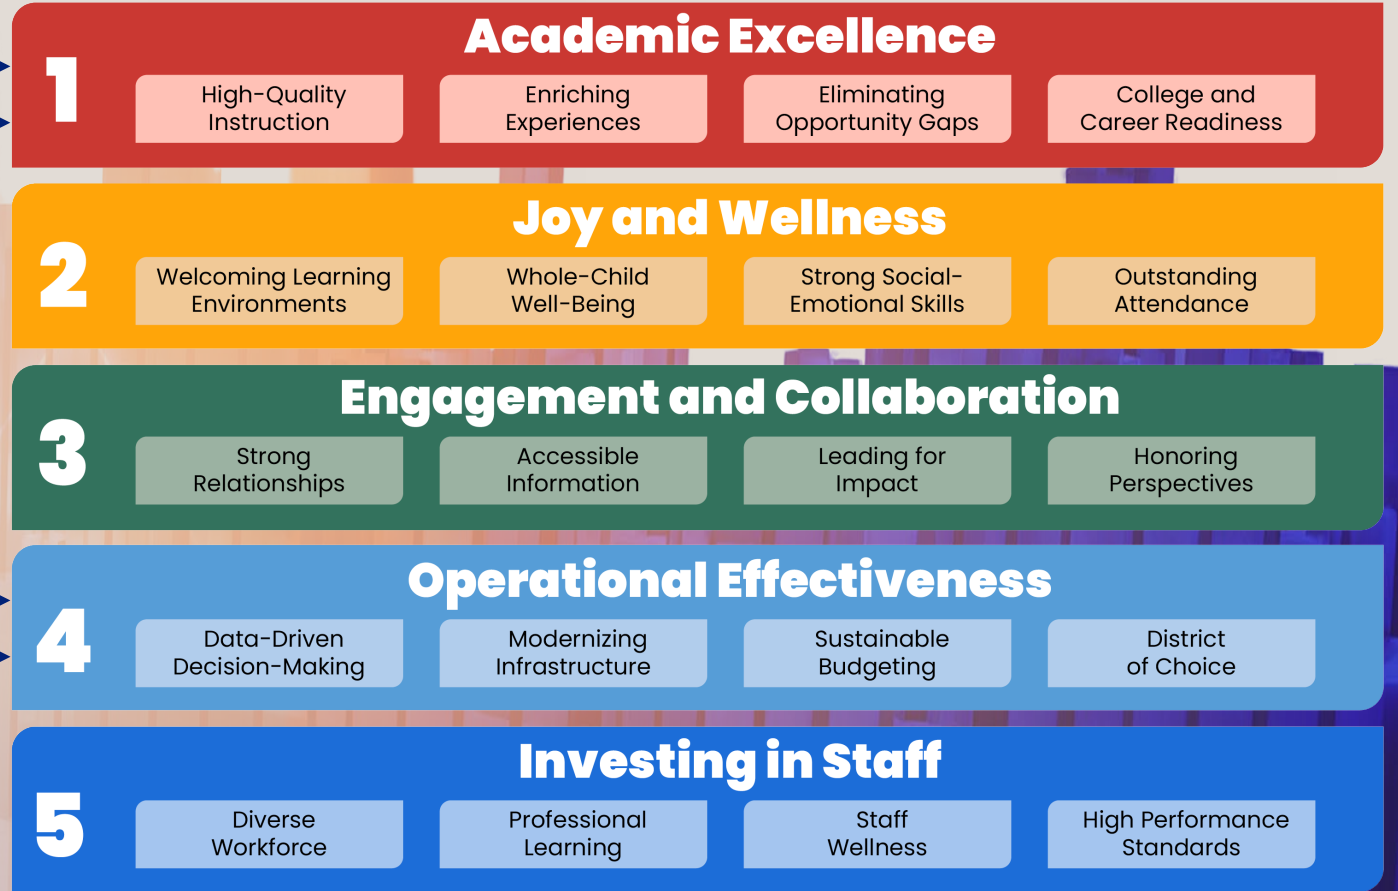 Academic Excellence
1
High-Quality
Instruction
Enriching
Experiences
Eliminating
Opportunity Gaps
College and
Career Readiness
Joy and Wellness
2
Welcoming Learning
Environments
Whole-Child
Well-Being
Strong Social-
Emotional Skills
Outstanding
Attendance
Engagement and Collaboration
3
Strong
Relationships
Accessible
Information
Leading for
Impact
Honoring
Perspectives
Operational Effectiveness
4
Data-Driven
Decision-Making
Modernizing
Infrastructure
Sustainable
Budgeting
District
of Choice
Investing in Staff
5
Diverse
Workforce
Professional
Learning
Staff
Wellness
High Performance
Standards